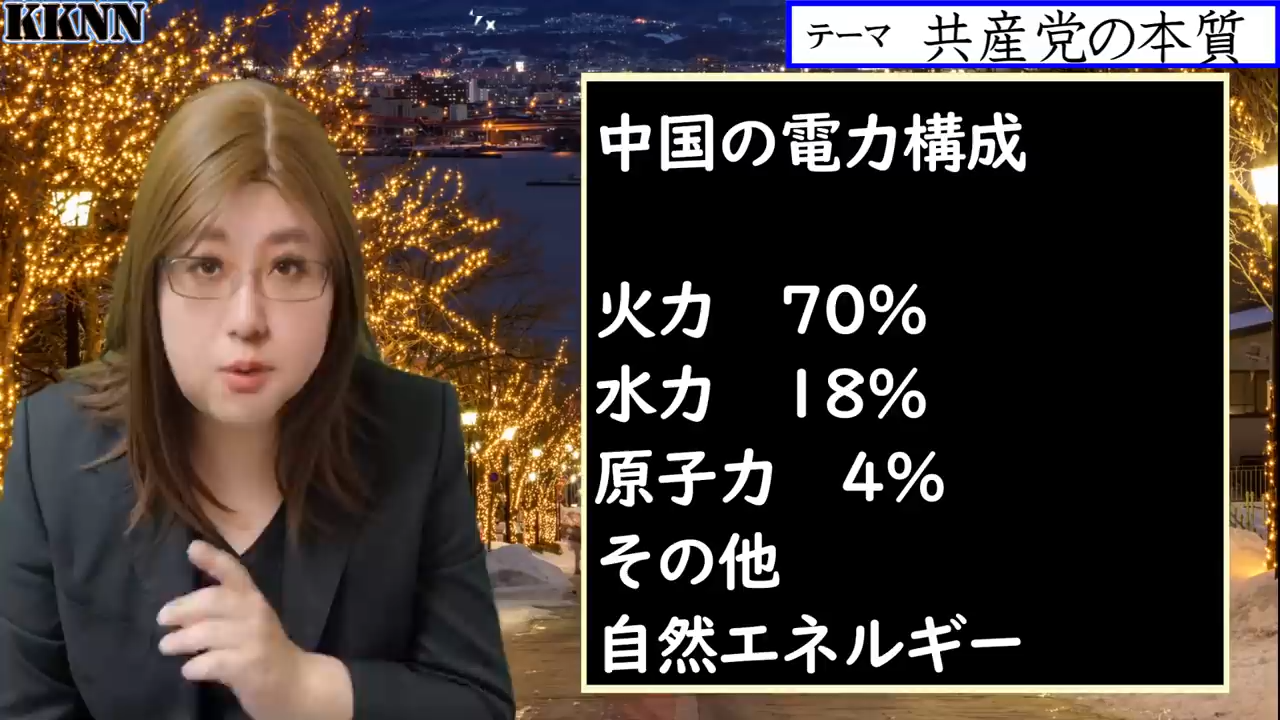 KKNN
テーマ 共産党の本質
中国の電力構成
火力 70%
水力 18%
原子力 4%
その他
自然エネルギー